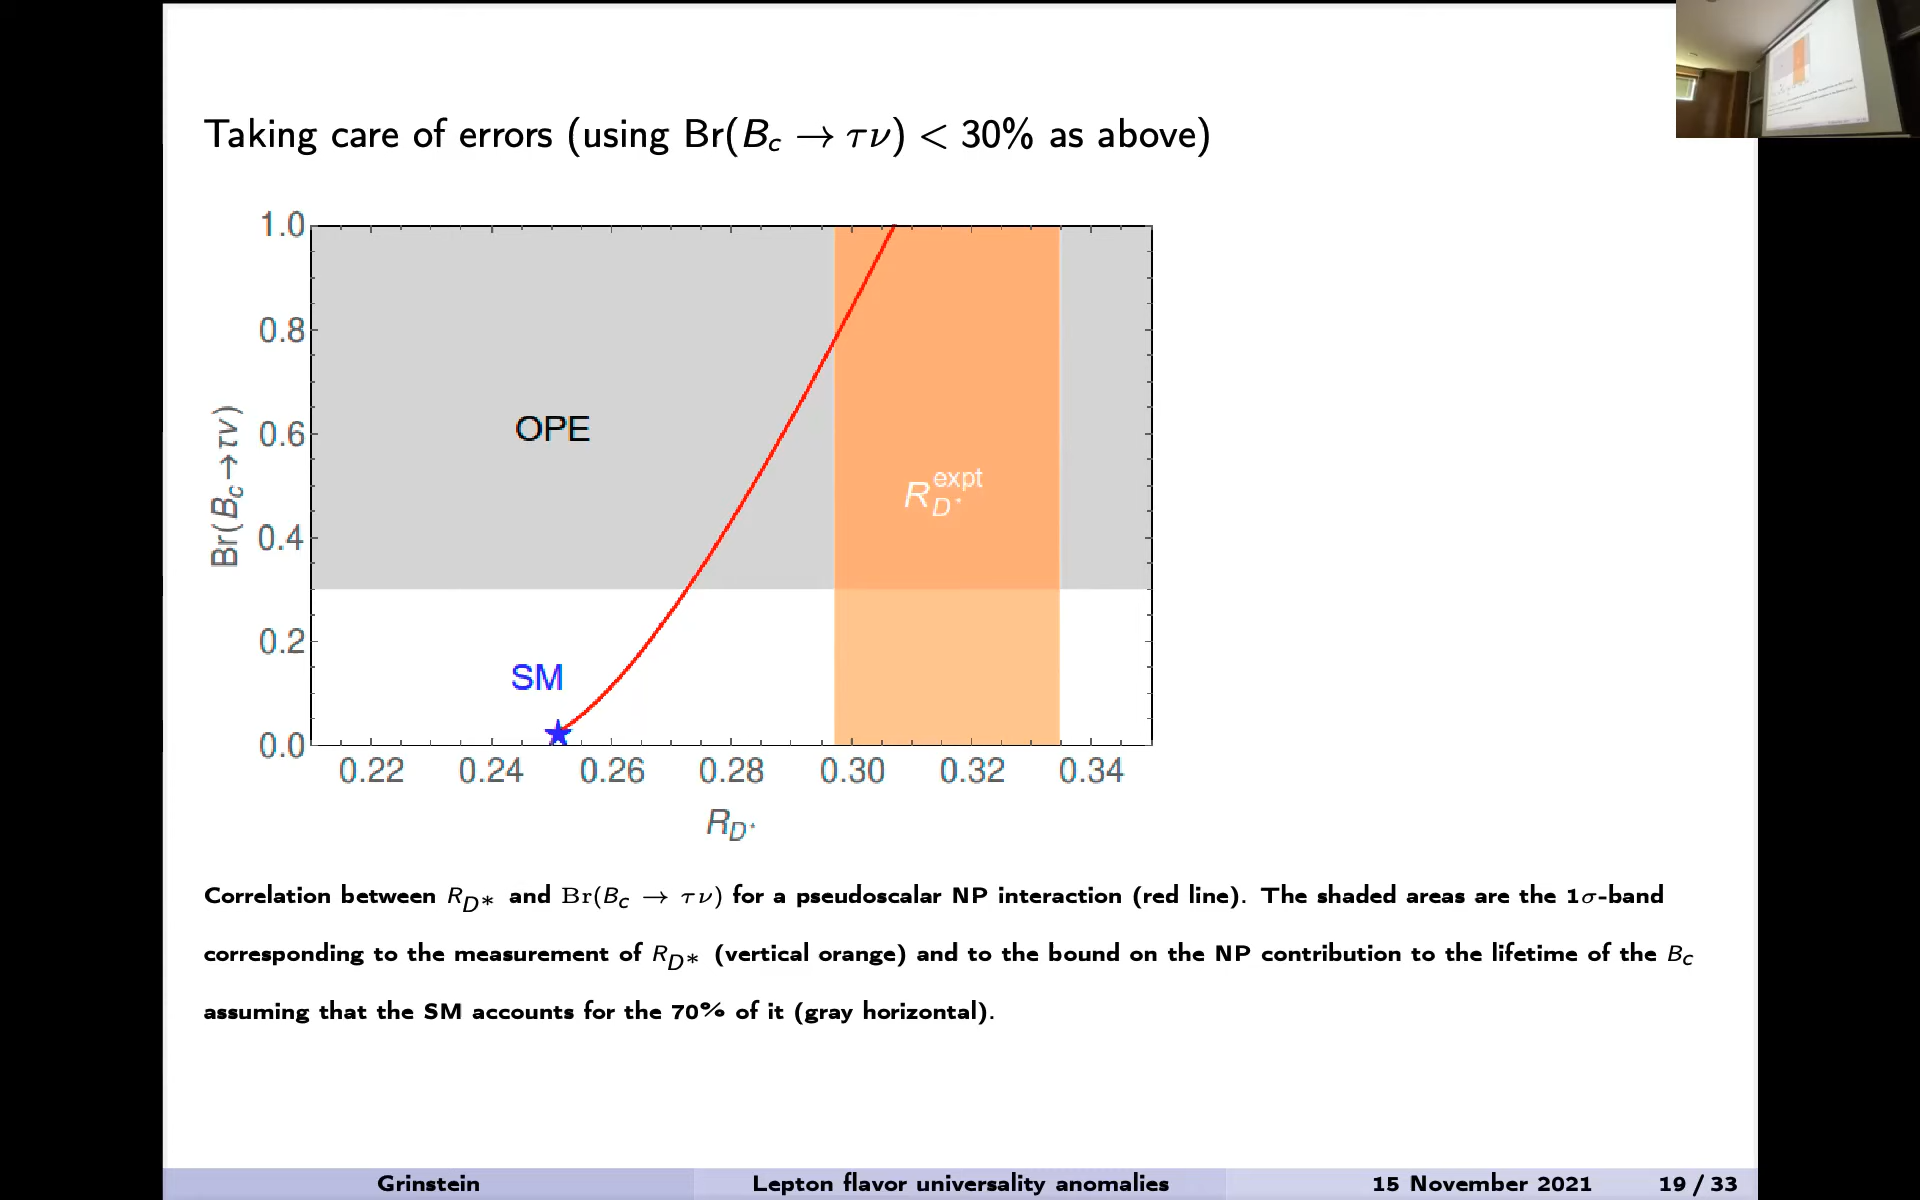 Taking care of errors (using Br(B_c → τν) < 30% as above)
1.0
0.8
0.6
0.4
0.2
0.0
Br(B_c→τν)
OPE
R_{D*}^{expt}
SM
0.22 0.24 0.26 0.28 0.30 0.32 0.34
R_{D*}
Correlation between R_{D*} and Br(B_c → τν) for a pseudoscalar NP interaction (red line). The shaded areas are the 1σ-band
corresponding to the measurement of R_{D*} (vertical orange) and to the bound on the NP contribution to the lifetime of the B_c
assuming that the SM accounts for the 70% of it (gray horizontal).
Grinstein Lepton flavor universality anomalies 15 November 2021 19 / 33